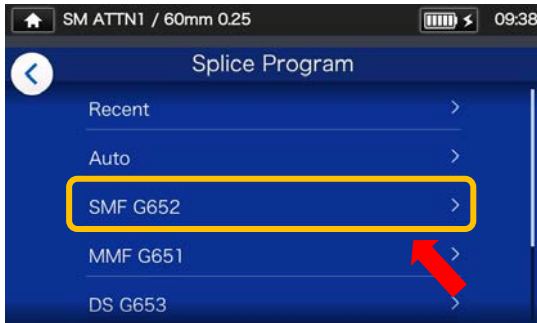 SM ATTN1 / 60mm 0.25 09:38
Splice Program
Recent
Auto
SMF G652
MMF G651
DS G653